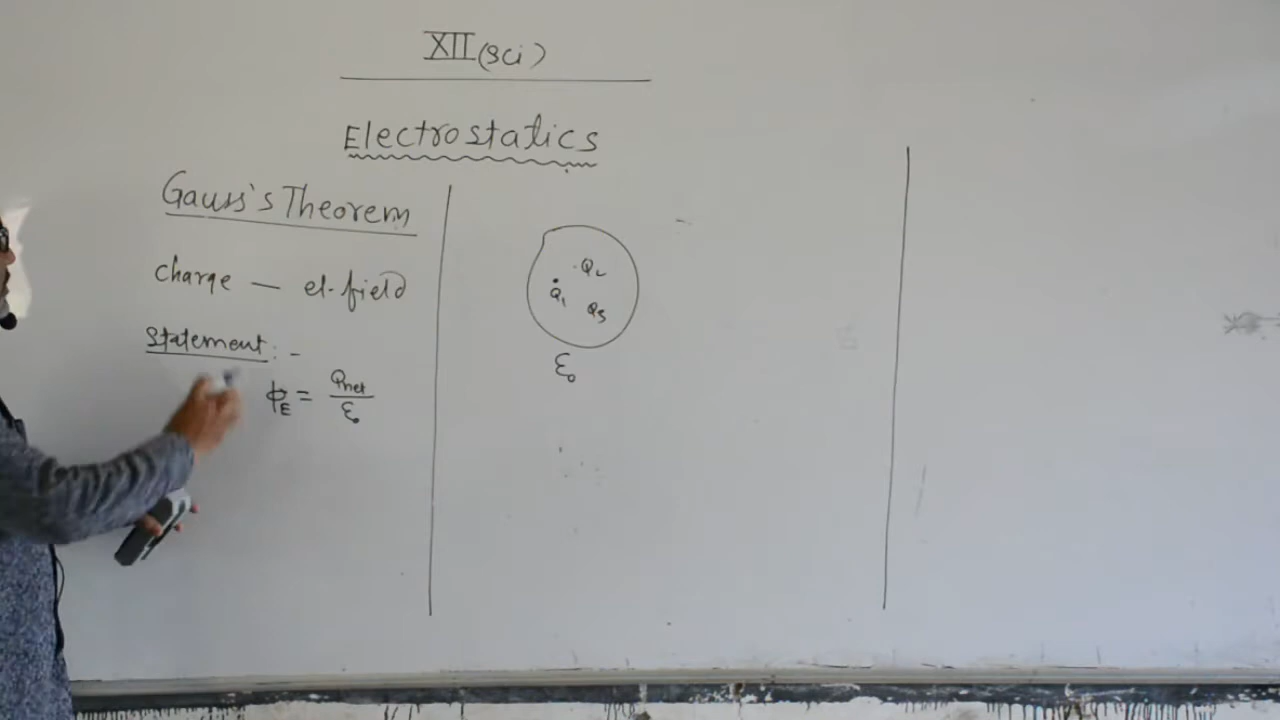 XII (Sci)
Electrostatics
Gauss's Theorem
Charge — el. field
Statement : -
ϕE = Qnet / ε0
Q2
Q1
Q3
ε0